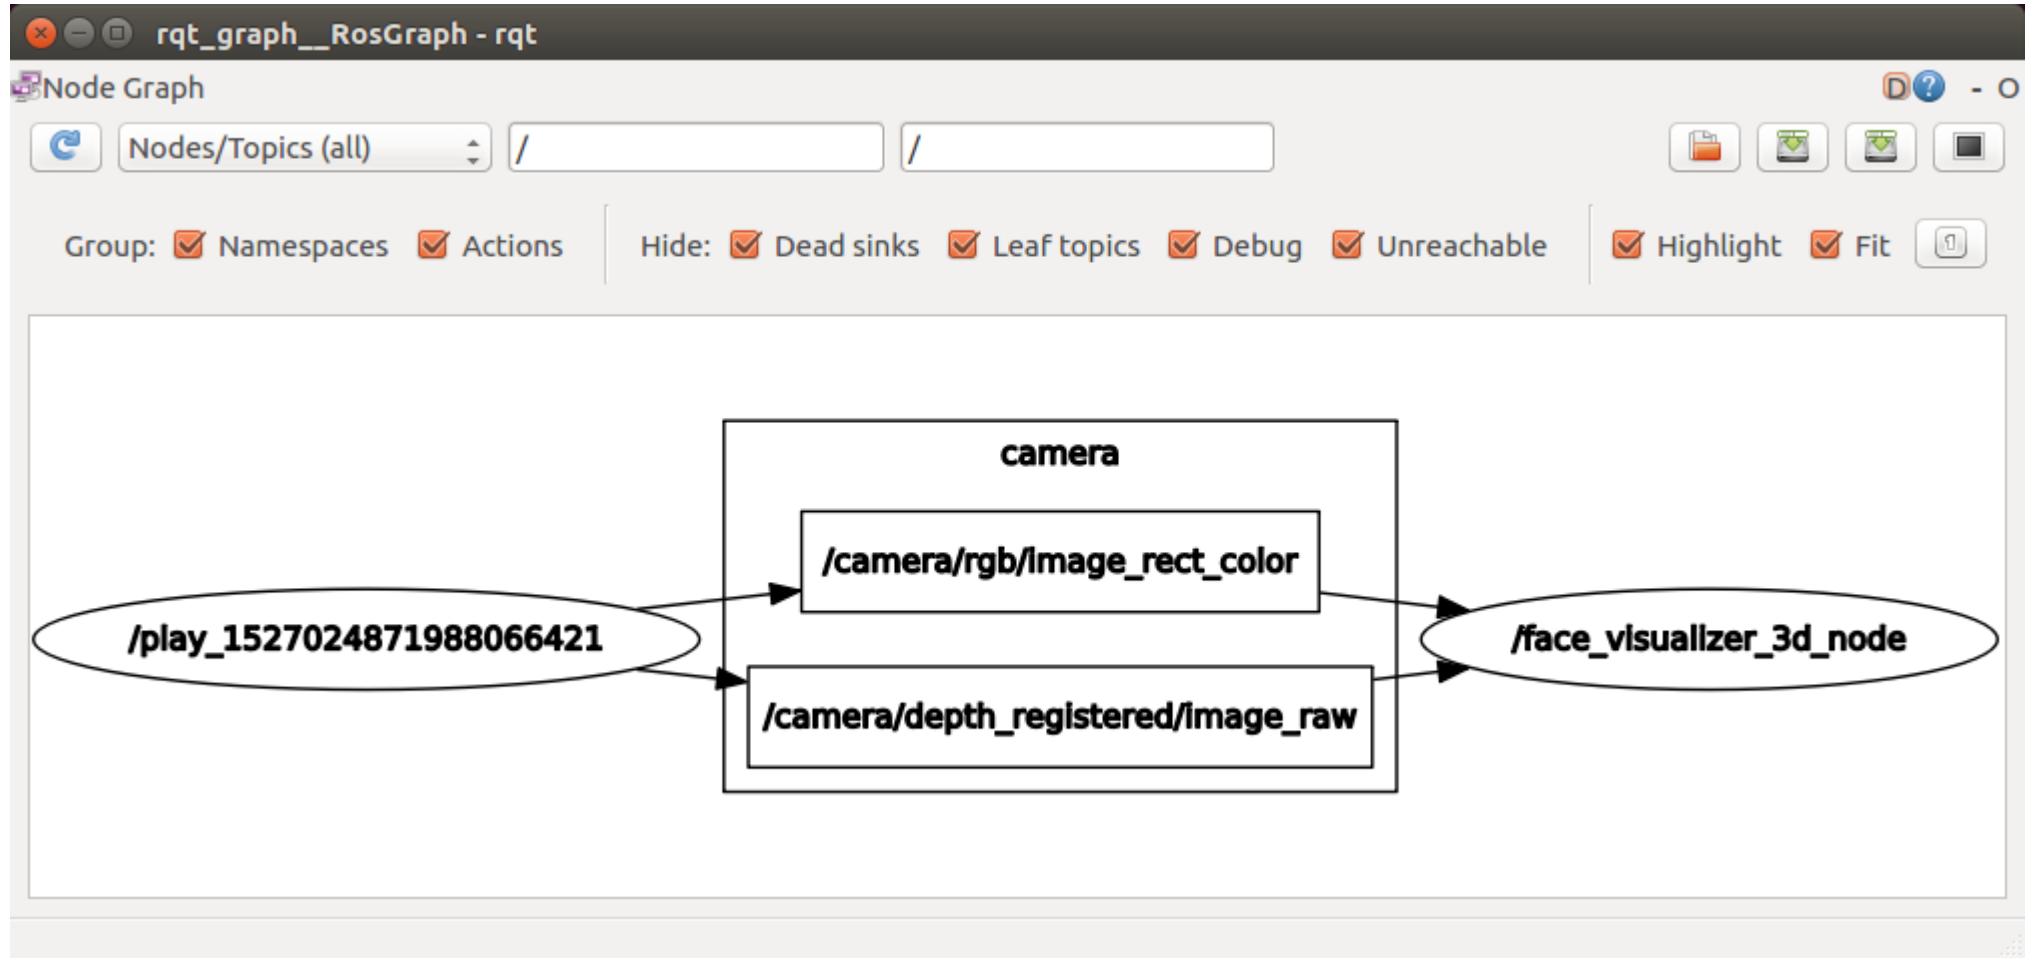 rqt_graph__RosGraph - rqt
Node Graph D ? - O
Nodes/Topics (all) / /
Group: Namespaces Actions Hide: Dead sinks Leaf topics Debug Unreachable Highlight Fit 1
camera
/camera/rgb/image_rect_color
/play_1527024871988066421 /face_visualizer_3d_node
/camera/depth_registered/image_raw